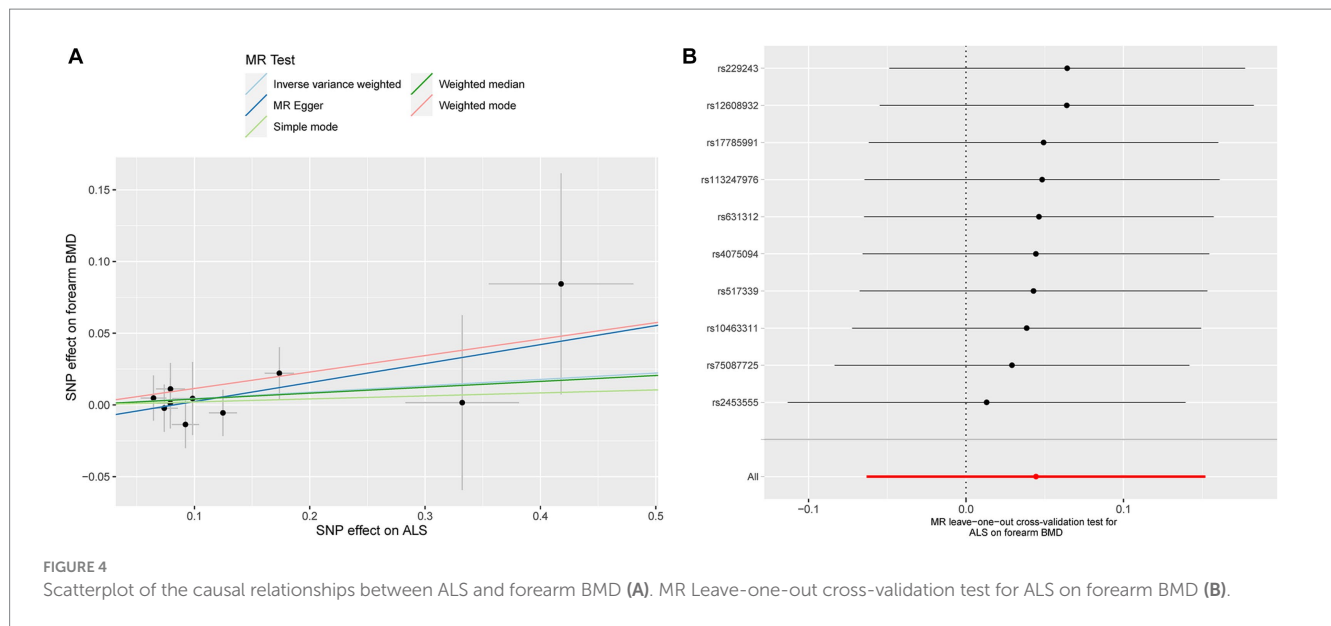 A
MR Test
Inverse variance weighted
Weighted median
MR Egger
Weighted mode
Simple mode
0.15
0.10
0.05
0.00
−0.05
SNP effect on forearm BMD
0.1
0.2
0.3
0.4
0.5
SNP effect on ALS
B
rs229243
rs12608932
rs17785991
rs113247976
rs631312
rs4075094
rs517339
rs10463311
rs75087725
rs2453555
All
−0.1
0.0
0.1
MR leave−one−out cross−validation test for
ALS on forearm BMD
FIGURE 4
Scatterplot of the causal relationships between ALS and forearm BMD (A). MR Leave-one-out cross-validation test for ALS on forearm BMD (B).